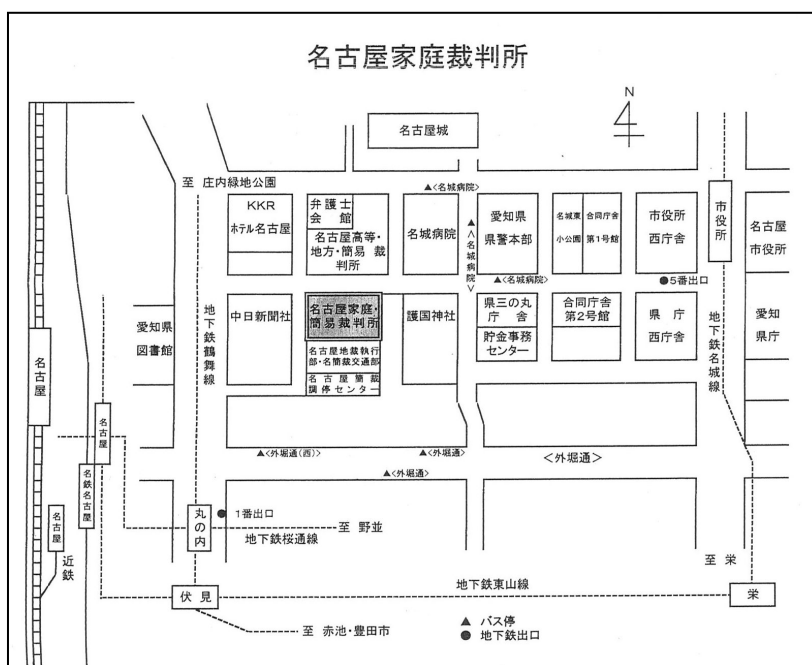 名古屋家庭裁判所
N
名古屋城
至 庄内緑地公園
▲<名城病院>
KKR
ホテル名古屋
弁護士
会館
名古屋高等・
地方・簡易 裁
判所
名城病院
▲<名城病院>
愛知県
県警本部
名城東
小公園
合同庁舎
第1号館
市役所
西庁舎
市役所
名古屋
市役所
▲<名城病院>
●5番出口
愛知県
図書館
地下鉄鶴舞線
中日新聞社
名古屋家庭・
簡易裁判所
護国神社
県三の丸
庁舎
合同庁舎
第2号館
県庁
西庁舎
地下鉄名城線
愛知
県庁
名古屋地裁執行
部・名簡裁交通部
貯金事務
センター
名古屋簡裁
調停センター
名古屋
名古屋
▲<外堀通(西)>
▲<外堀通>
<外堀通>
▲<外堀通>
名鉄名古屋
名古屋
近鉄
丸の内
● 1番出口
至 野並
地下鉄桜通線
至 栄
地下鉄東山線
伏見
栄
至 赤池・豊田市
▲ バス停
● 地下鉄出口